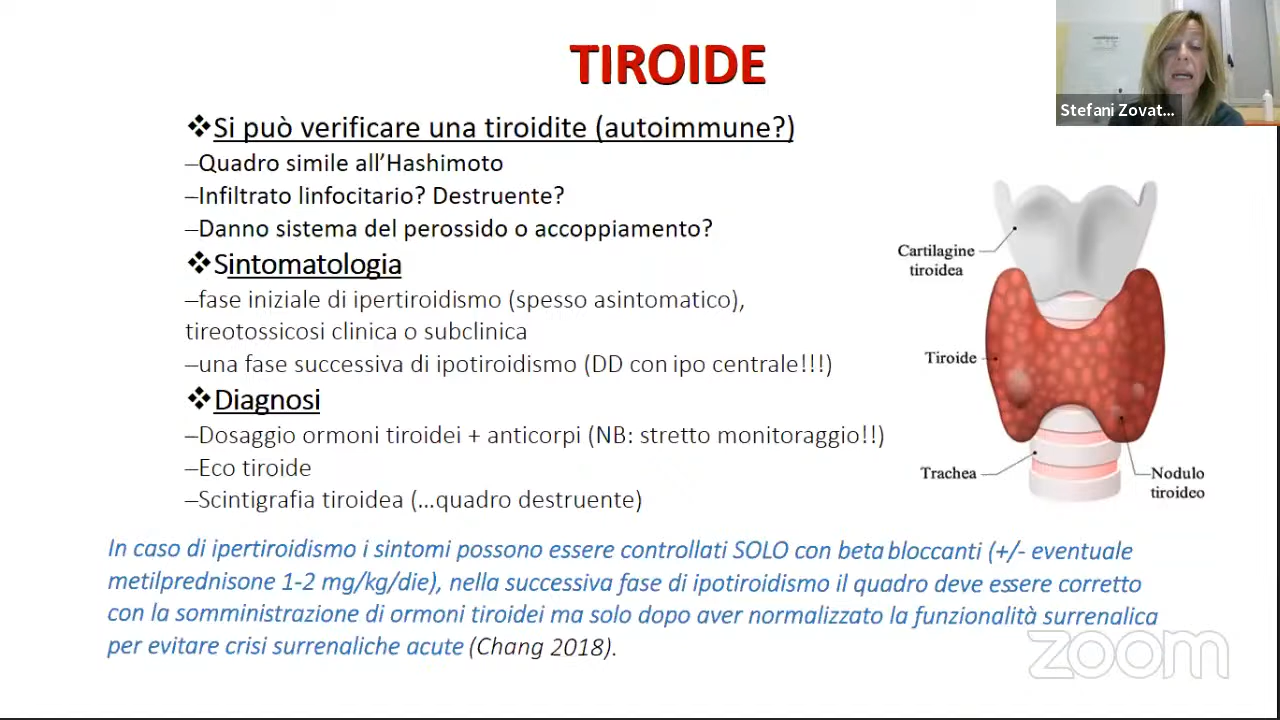 TIROIDE
Stefani Zovat...
❖Si può verificare una tiroidite (autoimmune?)
–Quadro simile all’Hashimoto
–Infiltrato linfocitario? Destruente?
–Danno sistema del perossido o accoppiamento?
❖Sintomatologia
–fase iniziale di ipertiroidismo (spesso asintomatico),
tireotossicosi clinica o subclinica
–una fase successiva di ipotiroidismo (DD con ipo centrale!!!)
❖Diagnosi
–Dosaggio ormoni tiroidei + anticorpi (NB: stretto monitoraggio!!)
–Eco tiroide
–Scintigrafia tiroidea (…quadro destruente)
Cartilagine
tiroidea
Tiroide
Trachea
Nodulo
tiroideo
In caso di ipertiroidismo i sintomi possono essere controllati SOLO con beta bloccanti (+/- eventuale
metilprednisone 1-2 mg/kg/die), nella successiva fase di ipotiroidismo il quadro deve essere corretto
con la somministrazione di ormoni tiroidei ma solo dopo aver normalizzato la funzionalità surrenalica
per evitare crisi surrenaliche acute (Chang 2018).
zoom